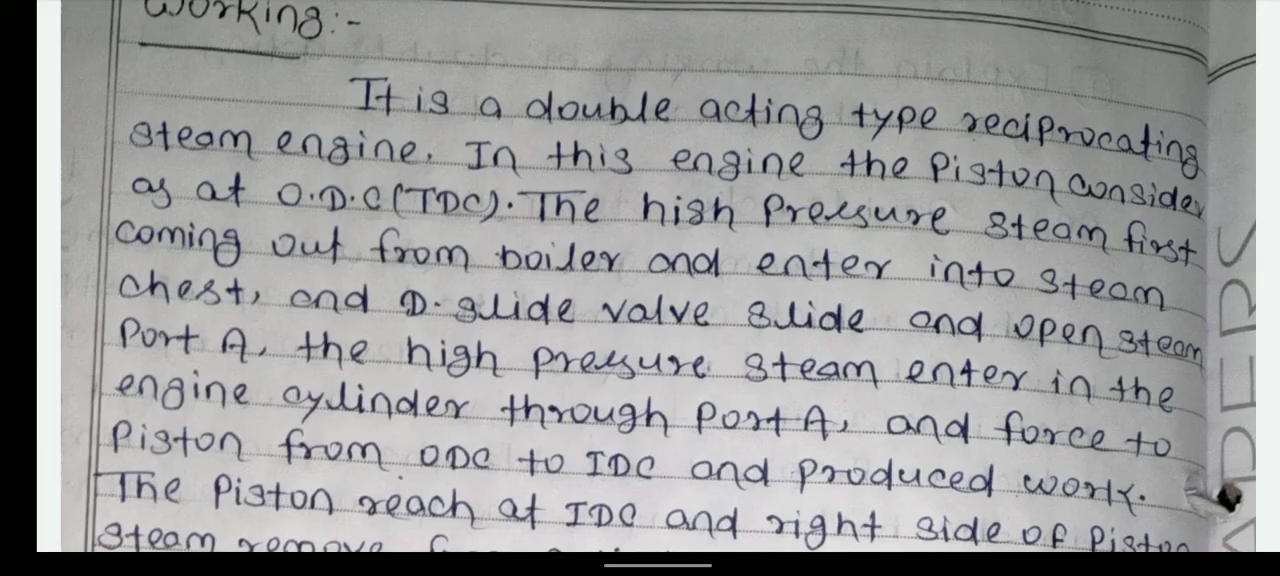 Working:-
It is a double acting type reciprocating
steam engine. In this engine the piston consider
as at O.D.C (TDC). The high pressure steam first
coming out from boiler and enter into steam
chest, and D-slide valve slide and open steam
Port A, the high pressure steam enter in the
engine cylinder through Port A, and force to
Piston from ODC to IDC and produced work.
The Piston reach at IDC and right side of Piston
steam remove